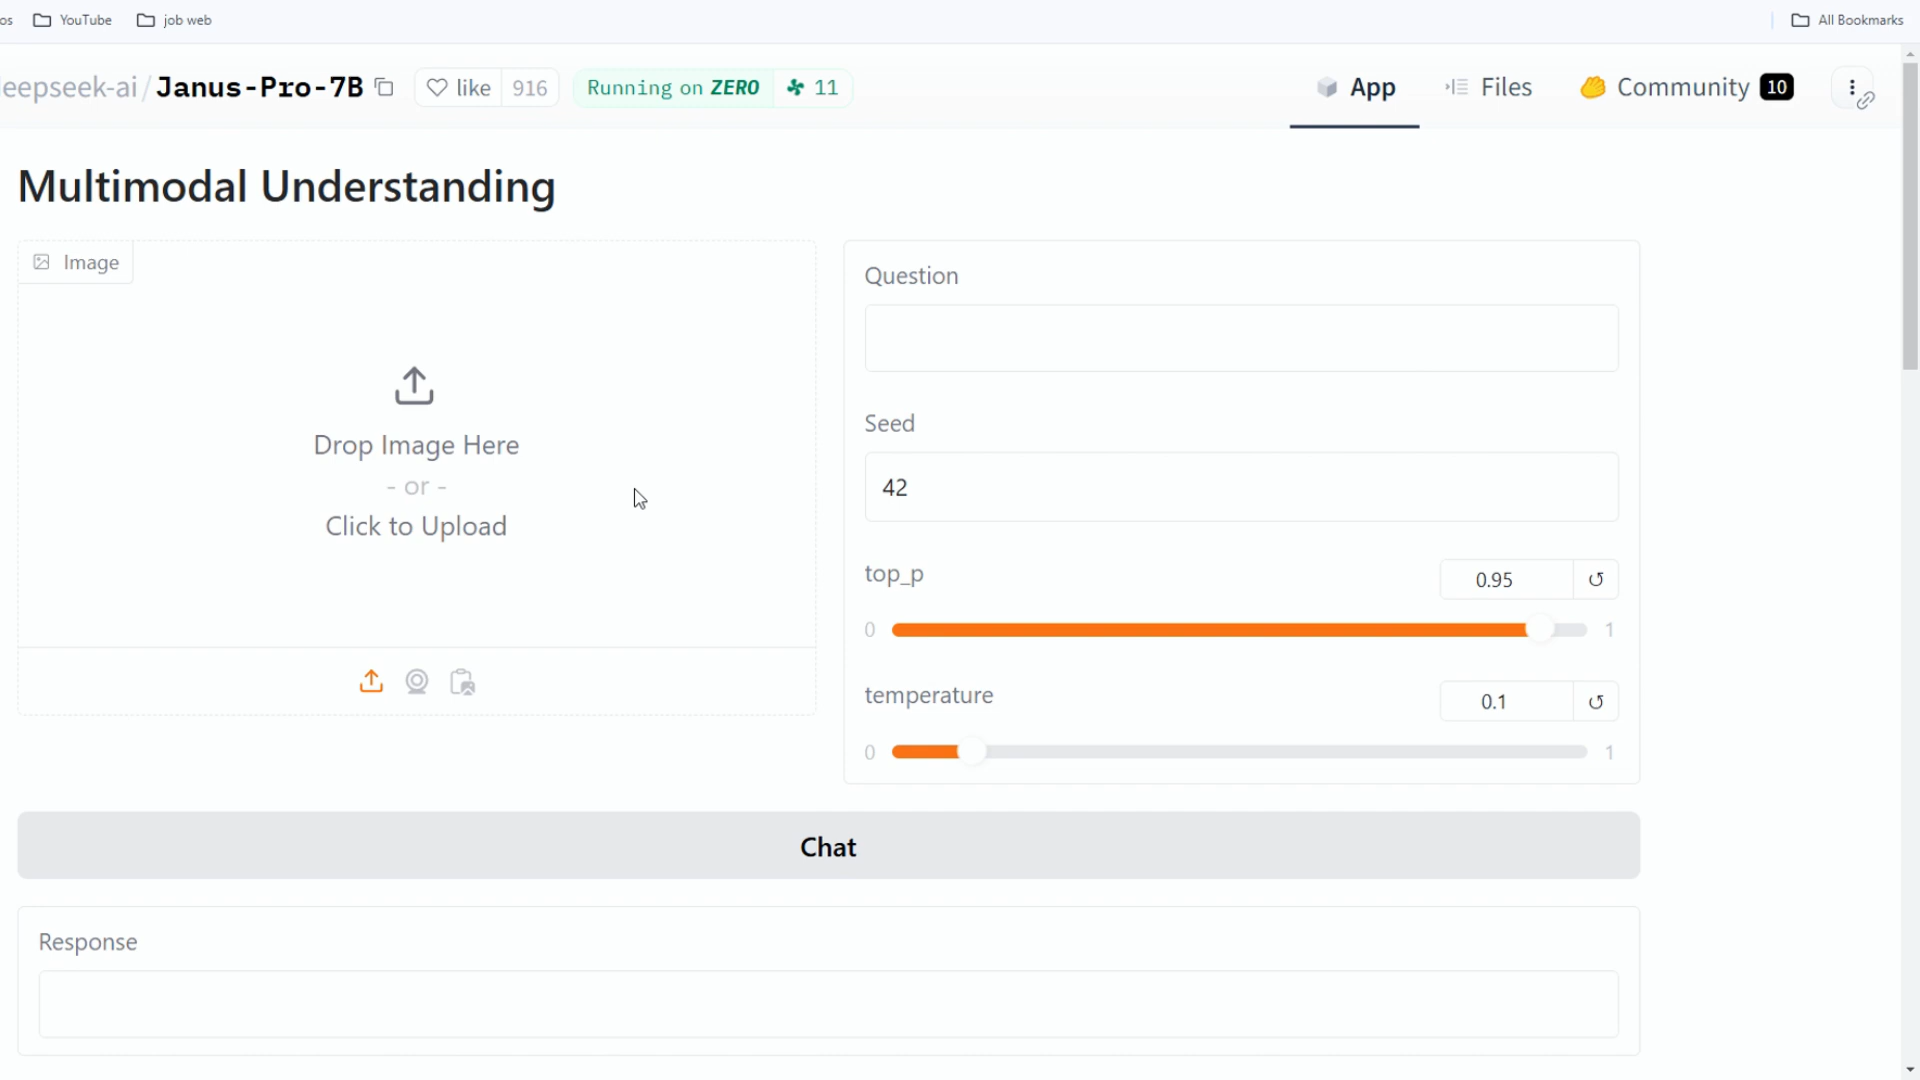 os YouTube job web All Bookmarks
eepseek-ai/Janus-Pro-7B like 916 Running on ZERO 11 App Files Community 10
Multimodal Understanding
Image
Drop Image Here
- or -
Click to Upload
Question
Seed
42
top_p 0.95
0 1
temperature 0.1
0 1
Chat
Response